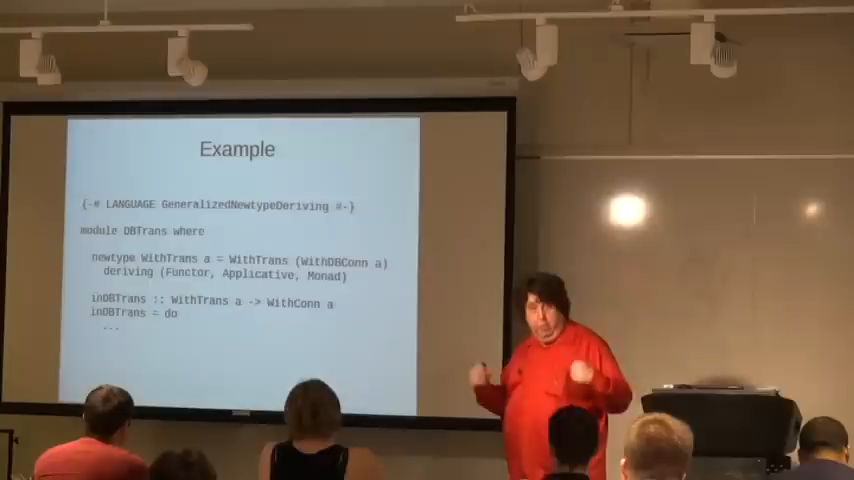 Example
{-# LANGUAGE GeneralizedNewtypeDeriving #-}
module DBTrans where
newtype WithTrans a = WithTrans (WithDBConn a)
deriving (Functor, Applicative, Monad)
inDBTrans :: WithTrans a -> WithConn a
inDBTrans = do
...